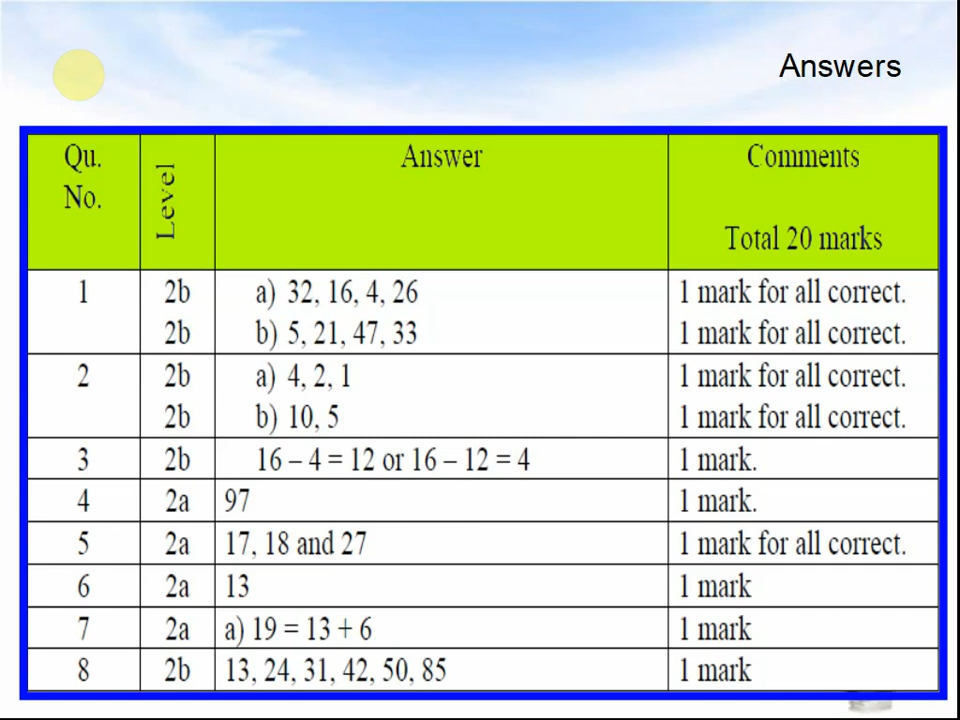 Answers
Qu. No. Level Answer Comments Total 20 marks
1 2b a) 32, 16, 4, 26 1 mark for all correct.
2b b) 5, 21, 47, 33 1 mark for all correct.
2 2b a) 4, 2, 1 1 mark for all correct.
2b b) 10, 5 1 mark for all correct.
3 2b 16 – 4 = 12 or 16 – 12 = 4 1 mark.
4 2a 97 1 mark.
5 2a 17, 18 and 27 1 mark for all correct.
6 2a 13 1 mark
7 2a a) 19 = 13 + 6 1 mark
8 2b 13, 24, 31, 42, 50, 85 1 mark